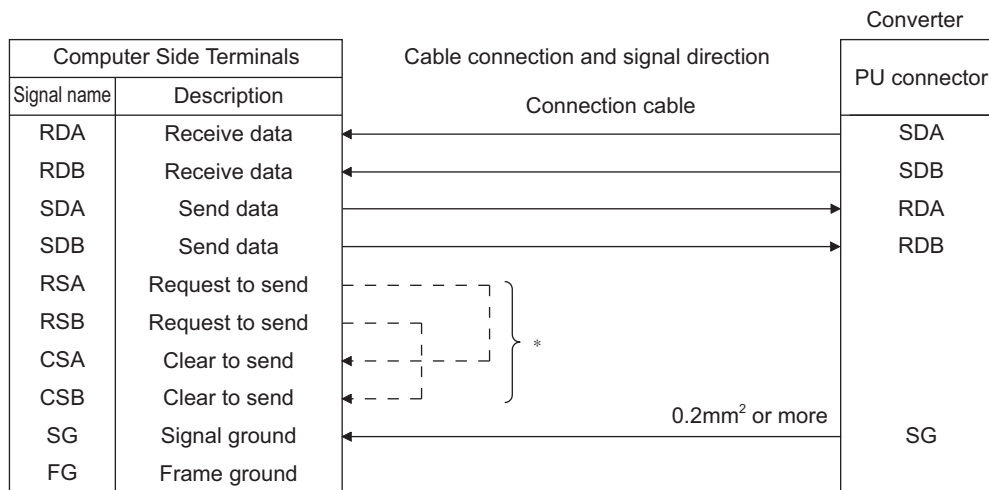 Converter
Computer Side Terminals Cable connection and signal direction PU connector
Signal name Description Connection cable
RDA Receive data SDA
RDB Receive data SDB
SDA Send data RDA
SDB Send data RDB
RSA Request to send
RSB Request to send
CSA Clear to send *
CSB Clear to send
0.2mm² or more
SG Signal ground SG
FG Frame ground